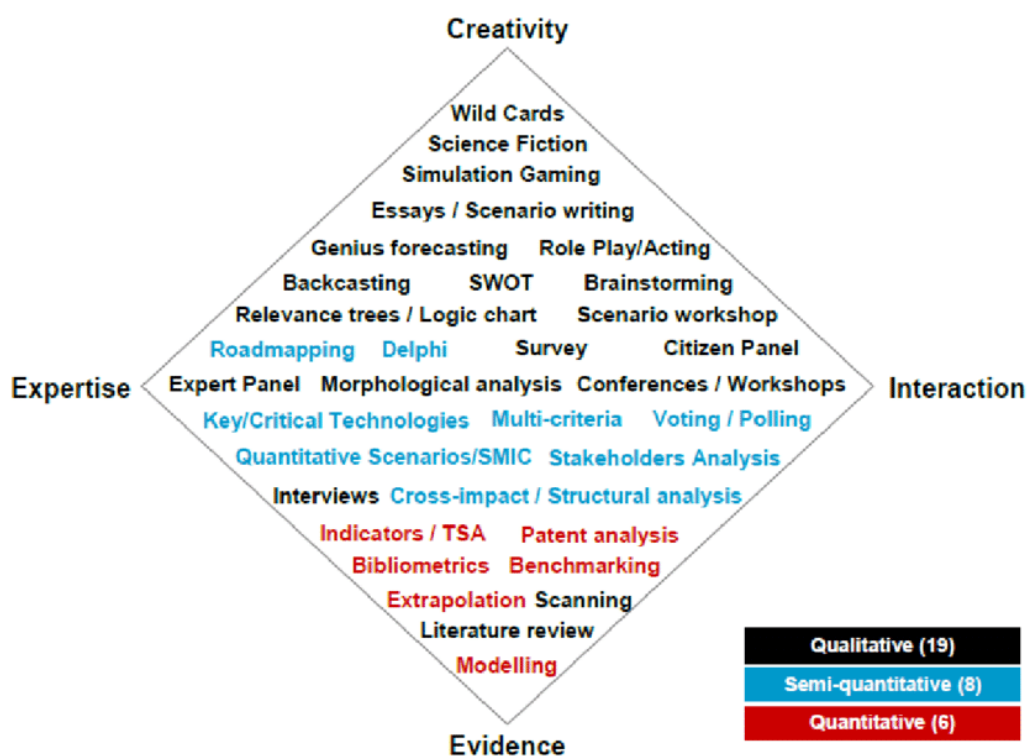 Creativity
Wild Cards
Science Fiction
Simulation Gaming
Essays / Scenario writing
Genius forecasting Role Play/Acting
Backcasting SWOT Brainstorming
Relevance trees / Logic chart Scenario workshop
Roadmapping Delphi Survey Citizen Panel
Expertise Expert Panel Morphological analysis Conferences / Workshops Interaction
Key/Critical Technologies Multi-criteria Voting / Polling
Quantitative Scenarios/SMIC Stakeholders Analysis
Interviews Cross-impact / Structural analysis
Indicators / TSA Patent analysis
Bibliometrics Benchmarking
Extrapolation Scanning
Literature review
Modelling
Evidence
Qualitative (19)
Semi-quantitative (8)
Quantitative (6)